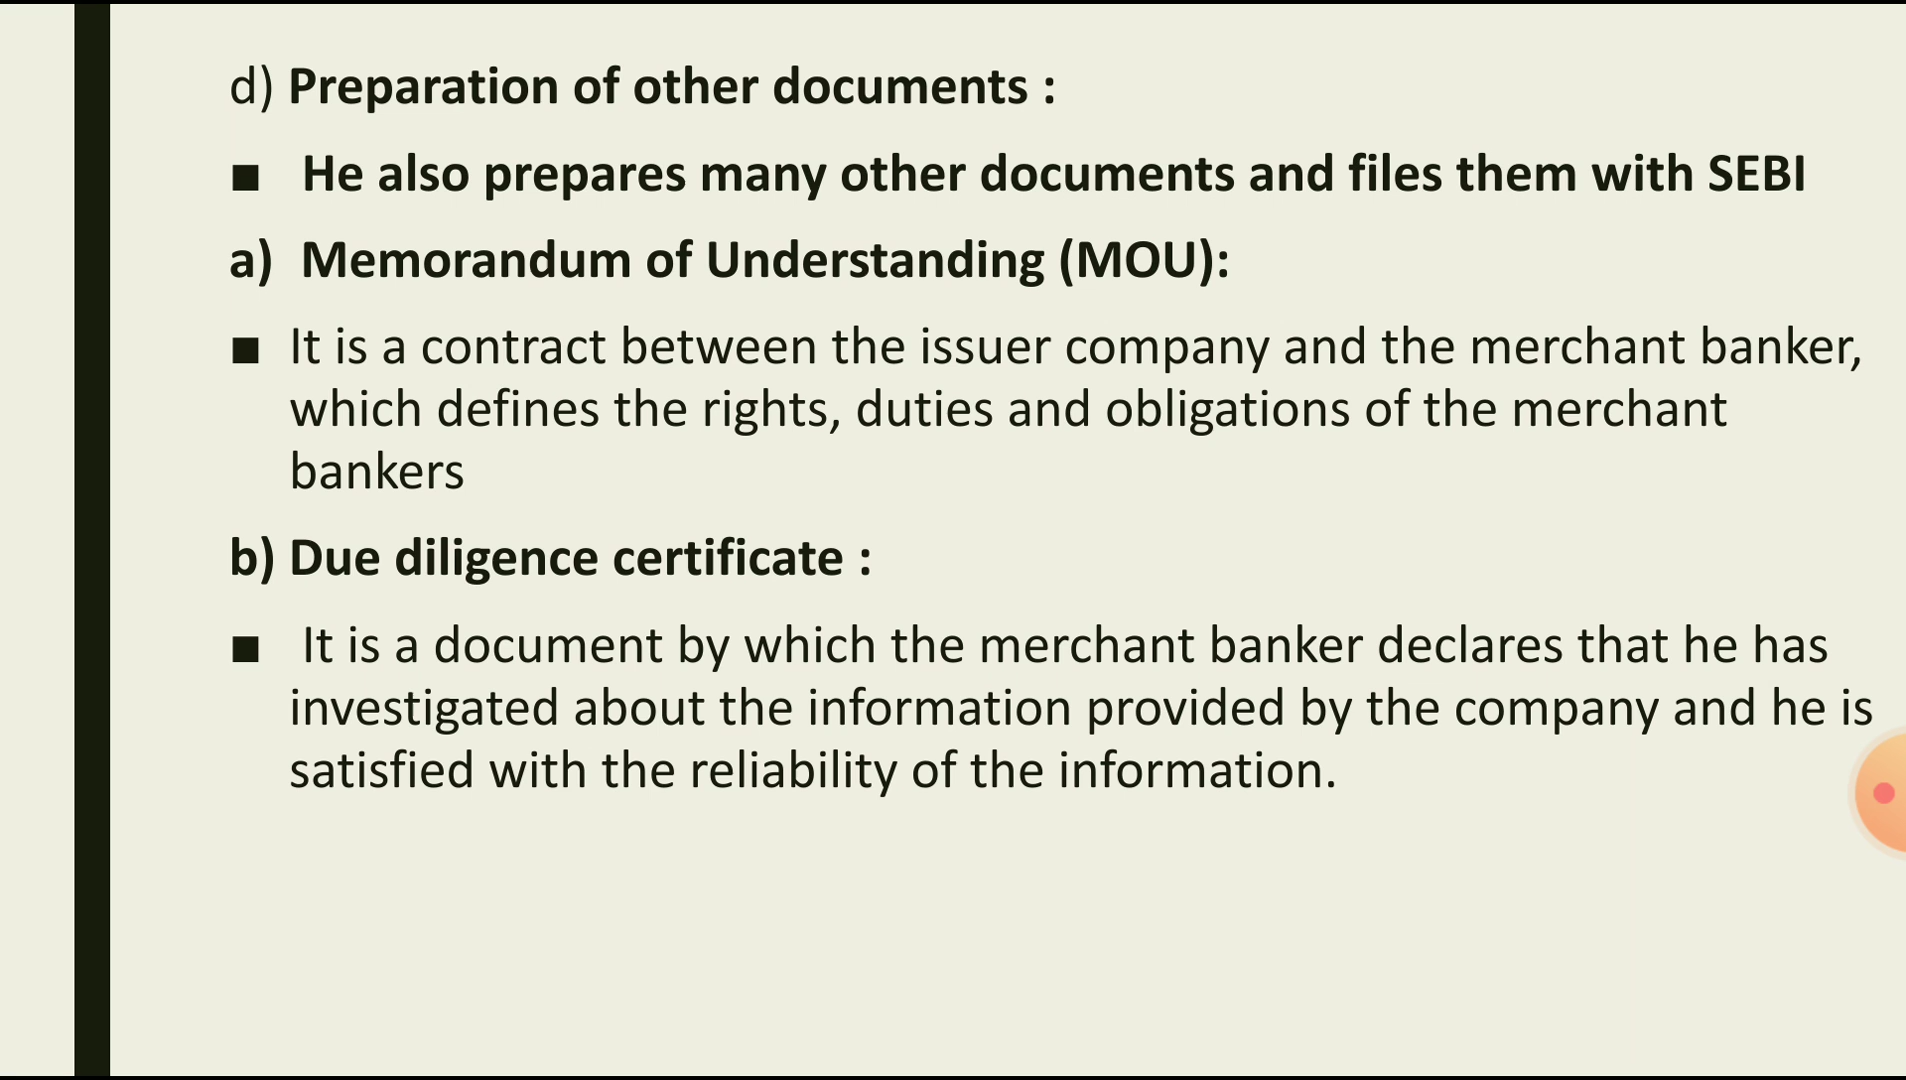 d) Preparation of other documents :
■ He also prepares many other documents and files them with SEBI
a) Memorandum of Understanding (MOU):
■ It is a contract between the issuer company and the merchant banker,
which defines the rights, duties and obligations of the merchant
bankers
b) Due diligence certificate :
■ It is a document by which the merchant banker declares that he has
investigated about the information provided by the company and he is
satisfied with the reliability of the information.